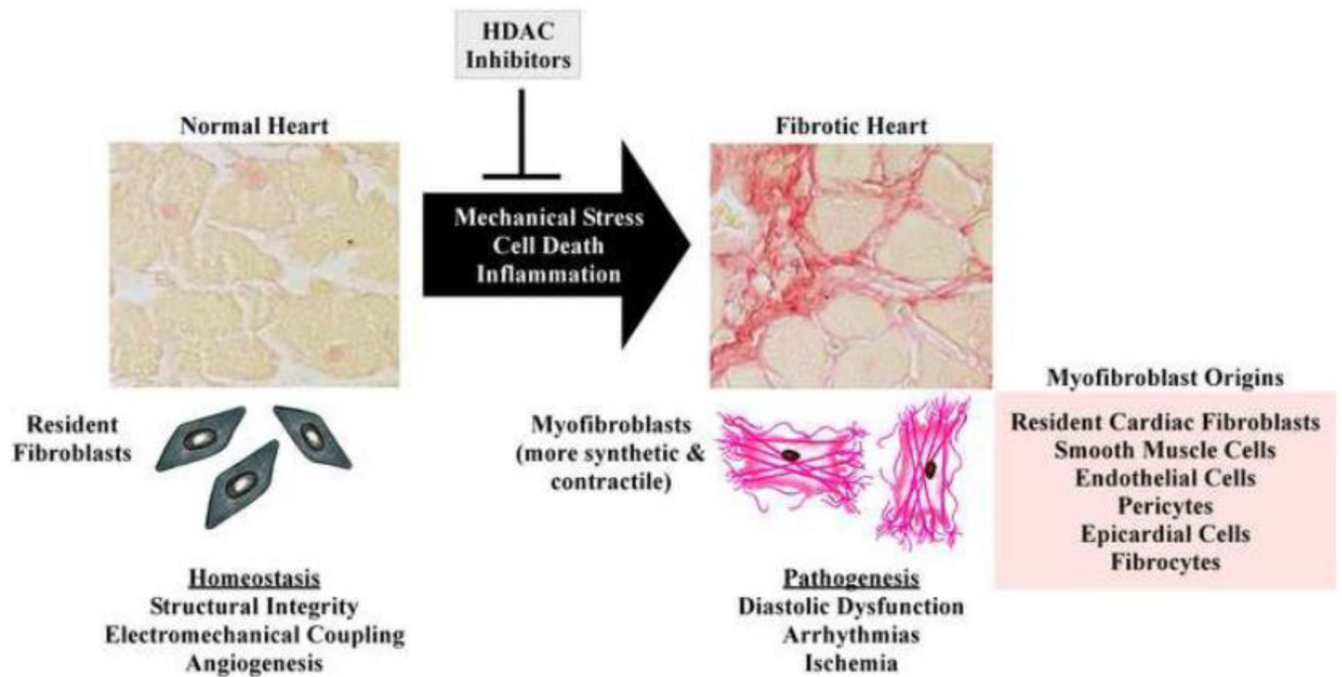 HDAC
Inhibitors
Normal Heart
Fibrotic Heart
Mechanical Stress
Cell Death
Inflammation
Resident
Fibroblasts
Myofibroblasts
(more synthetic &
contractile)
Myofibroblast Origins
Resident Cardiac Fibroblasts
Smooth Muscle Cells
Endothelial Cells
Pericytes
Epicardial Cells
Fibrocytes
Homeostasis
Structural Integrity
Electromechanical Coupling
Angiogenesis
Pathogenesis
Diastolic Dysfunction
Arrhythmias
Ischemia